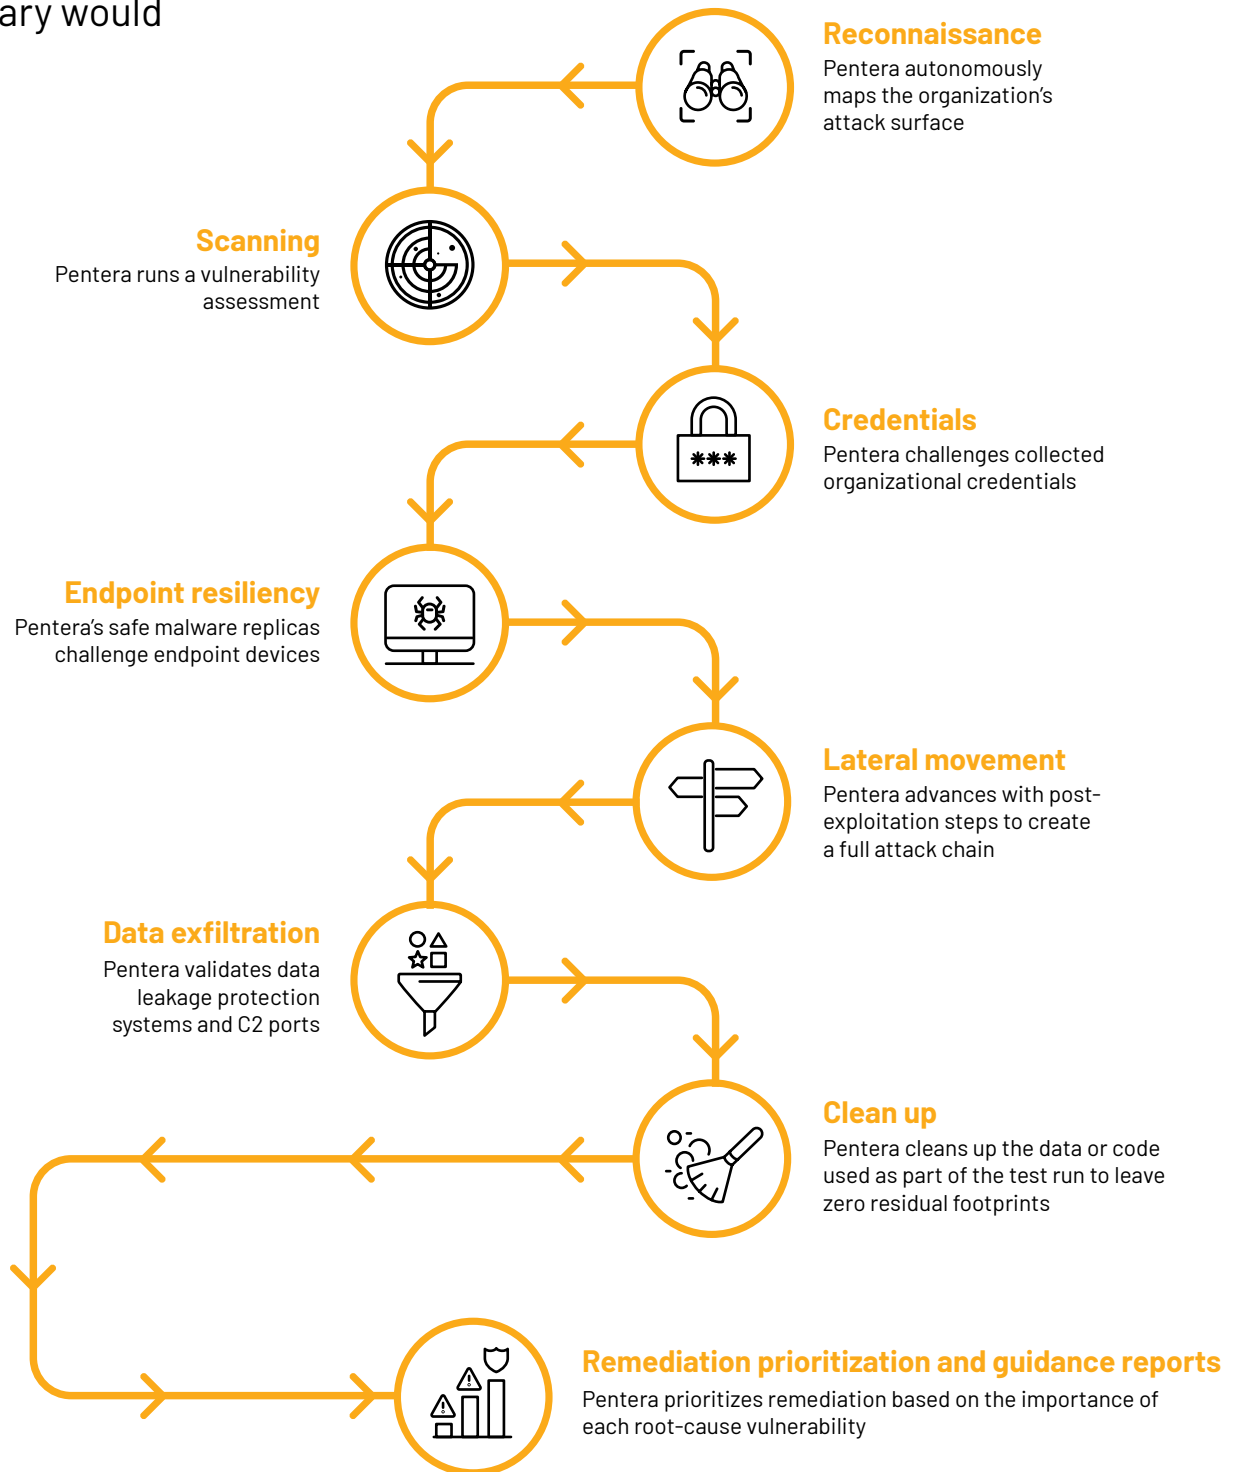 ary would
Reconnaissance
Pentera autonomously
maps the organization's
attack surface
Scanning
Pentera runs a vulnerability
assessment
Credentials
Pentera challenges collected
organizational credentials
***
Endpoint resiliency
Pentera's safe malware replicas
challenge endpoint devices
Lateral movement
Pentera advances with post-
exploitation steps to create
a full attack chain
Data exfiltration
Pentera validates data
leakage protection
systems and C2 ports
Clean up
Pentera cleans up the data or code
used as part of the test run to leave
zero residual footprints
Remediation prioritization and guidance reports
Pentera prioritizes remediation based on the importance of
each root-cause vulnerability